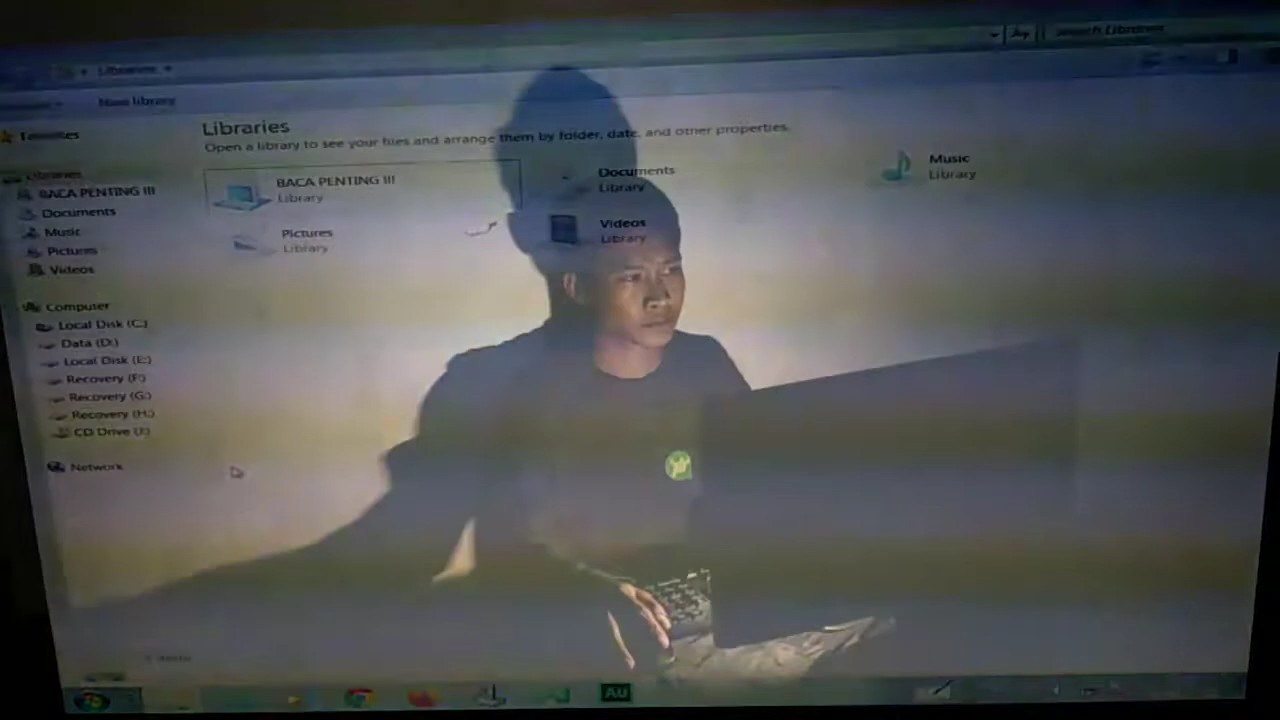 Libraries
Search Libraries
New library
Favorites
Libraries
Open a library to see your files and arrange them by folder, date, and other properties.
Libraries
BACA PENTING !!!
Documents
Music
Pictures
Videos
BACA PENTING !!!
Library
Documents
Library
Music
Library
Pictures
Library
Videos
Library
Computer
Local Disk (C:)
Data (D:)
Local Disk (E:)
Recovery (F:)
Recovery (G:)
Recovery (H:)
CD Drive (I:)
Network
AU